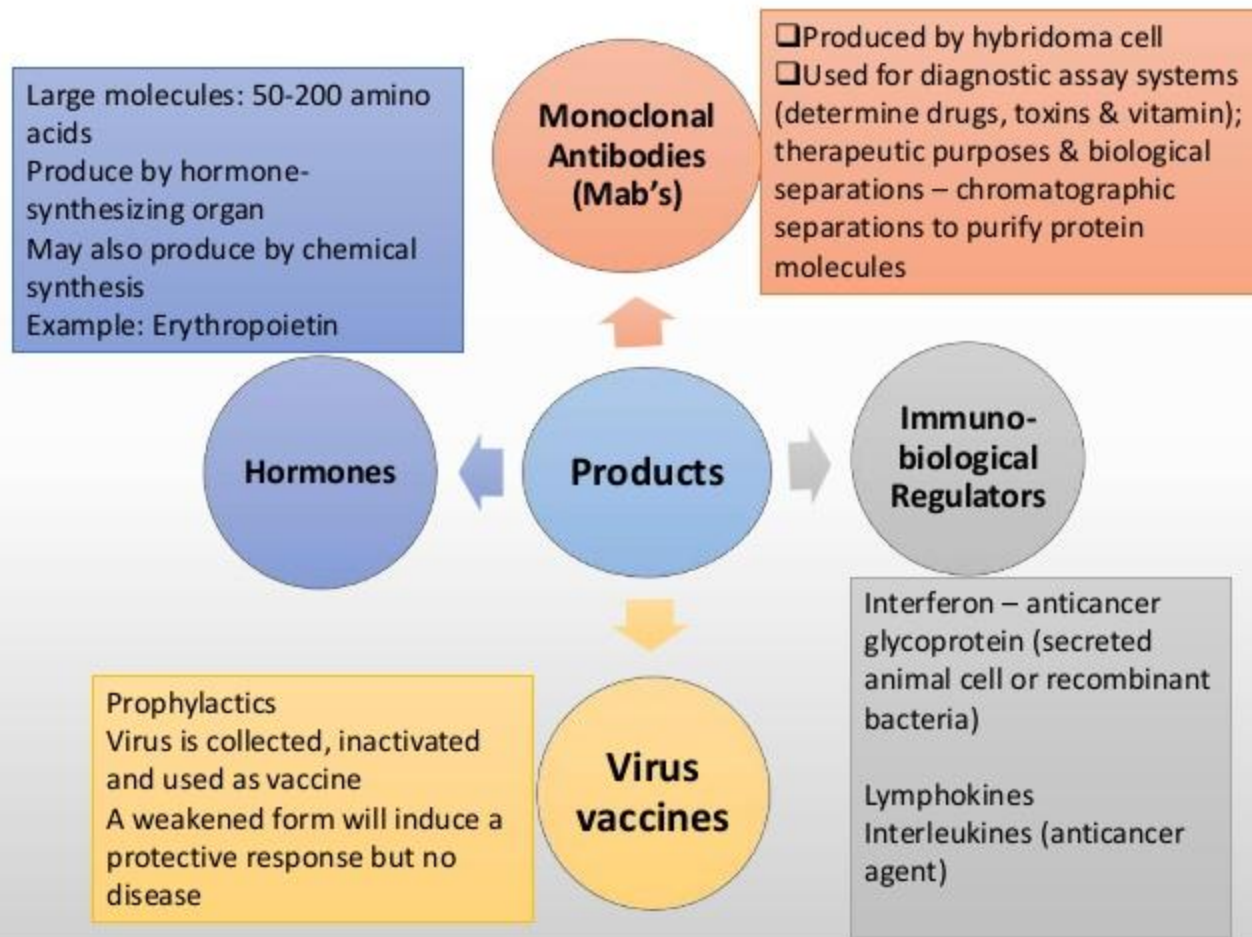 Large molecules: 50-200 amino
acids
Produce by hormone-
synthesizing organ
May also produce by chemical
synthesis
Example: Erythropoietin
Monoclonal
Antibodies
(Mab's)
❑Produced by hybridoma cell
❑Used for diagnostic assay systems
(determine drugs, toxins & vitamin);
therapeutic purposes & biological
separations – chromatographic
separations to purify protein
molecules
Hormones
Products
Immuno-
biological
Regulators
Interferon – anticancer
glycoprotein (secreted
animal cell or recombinant
bacteria)
Lymphokines
Interleukines (anticancer
agent)
Prophylactics
Virus is collected, inactivated
and used as vaccine
A weakened form will induce a
protective response but no
disease
Virus
vaccines